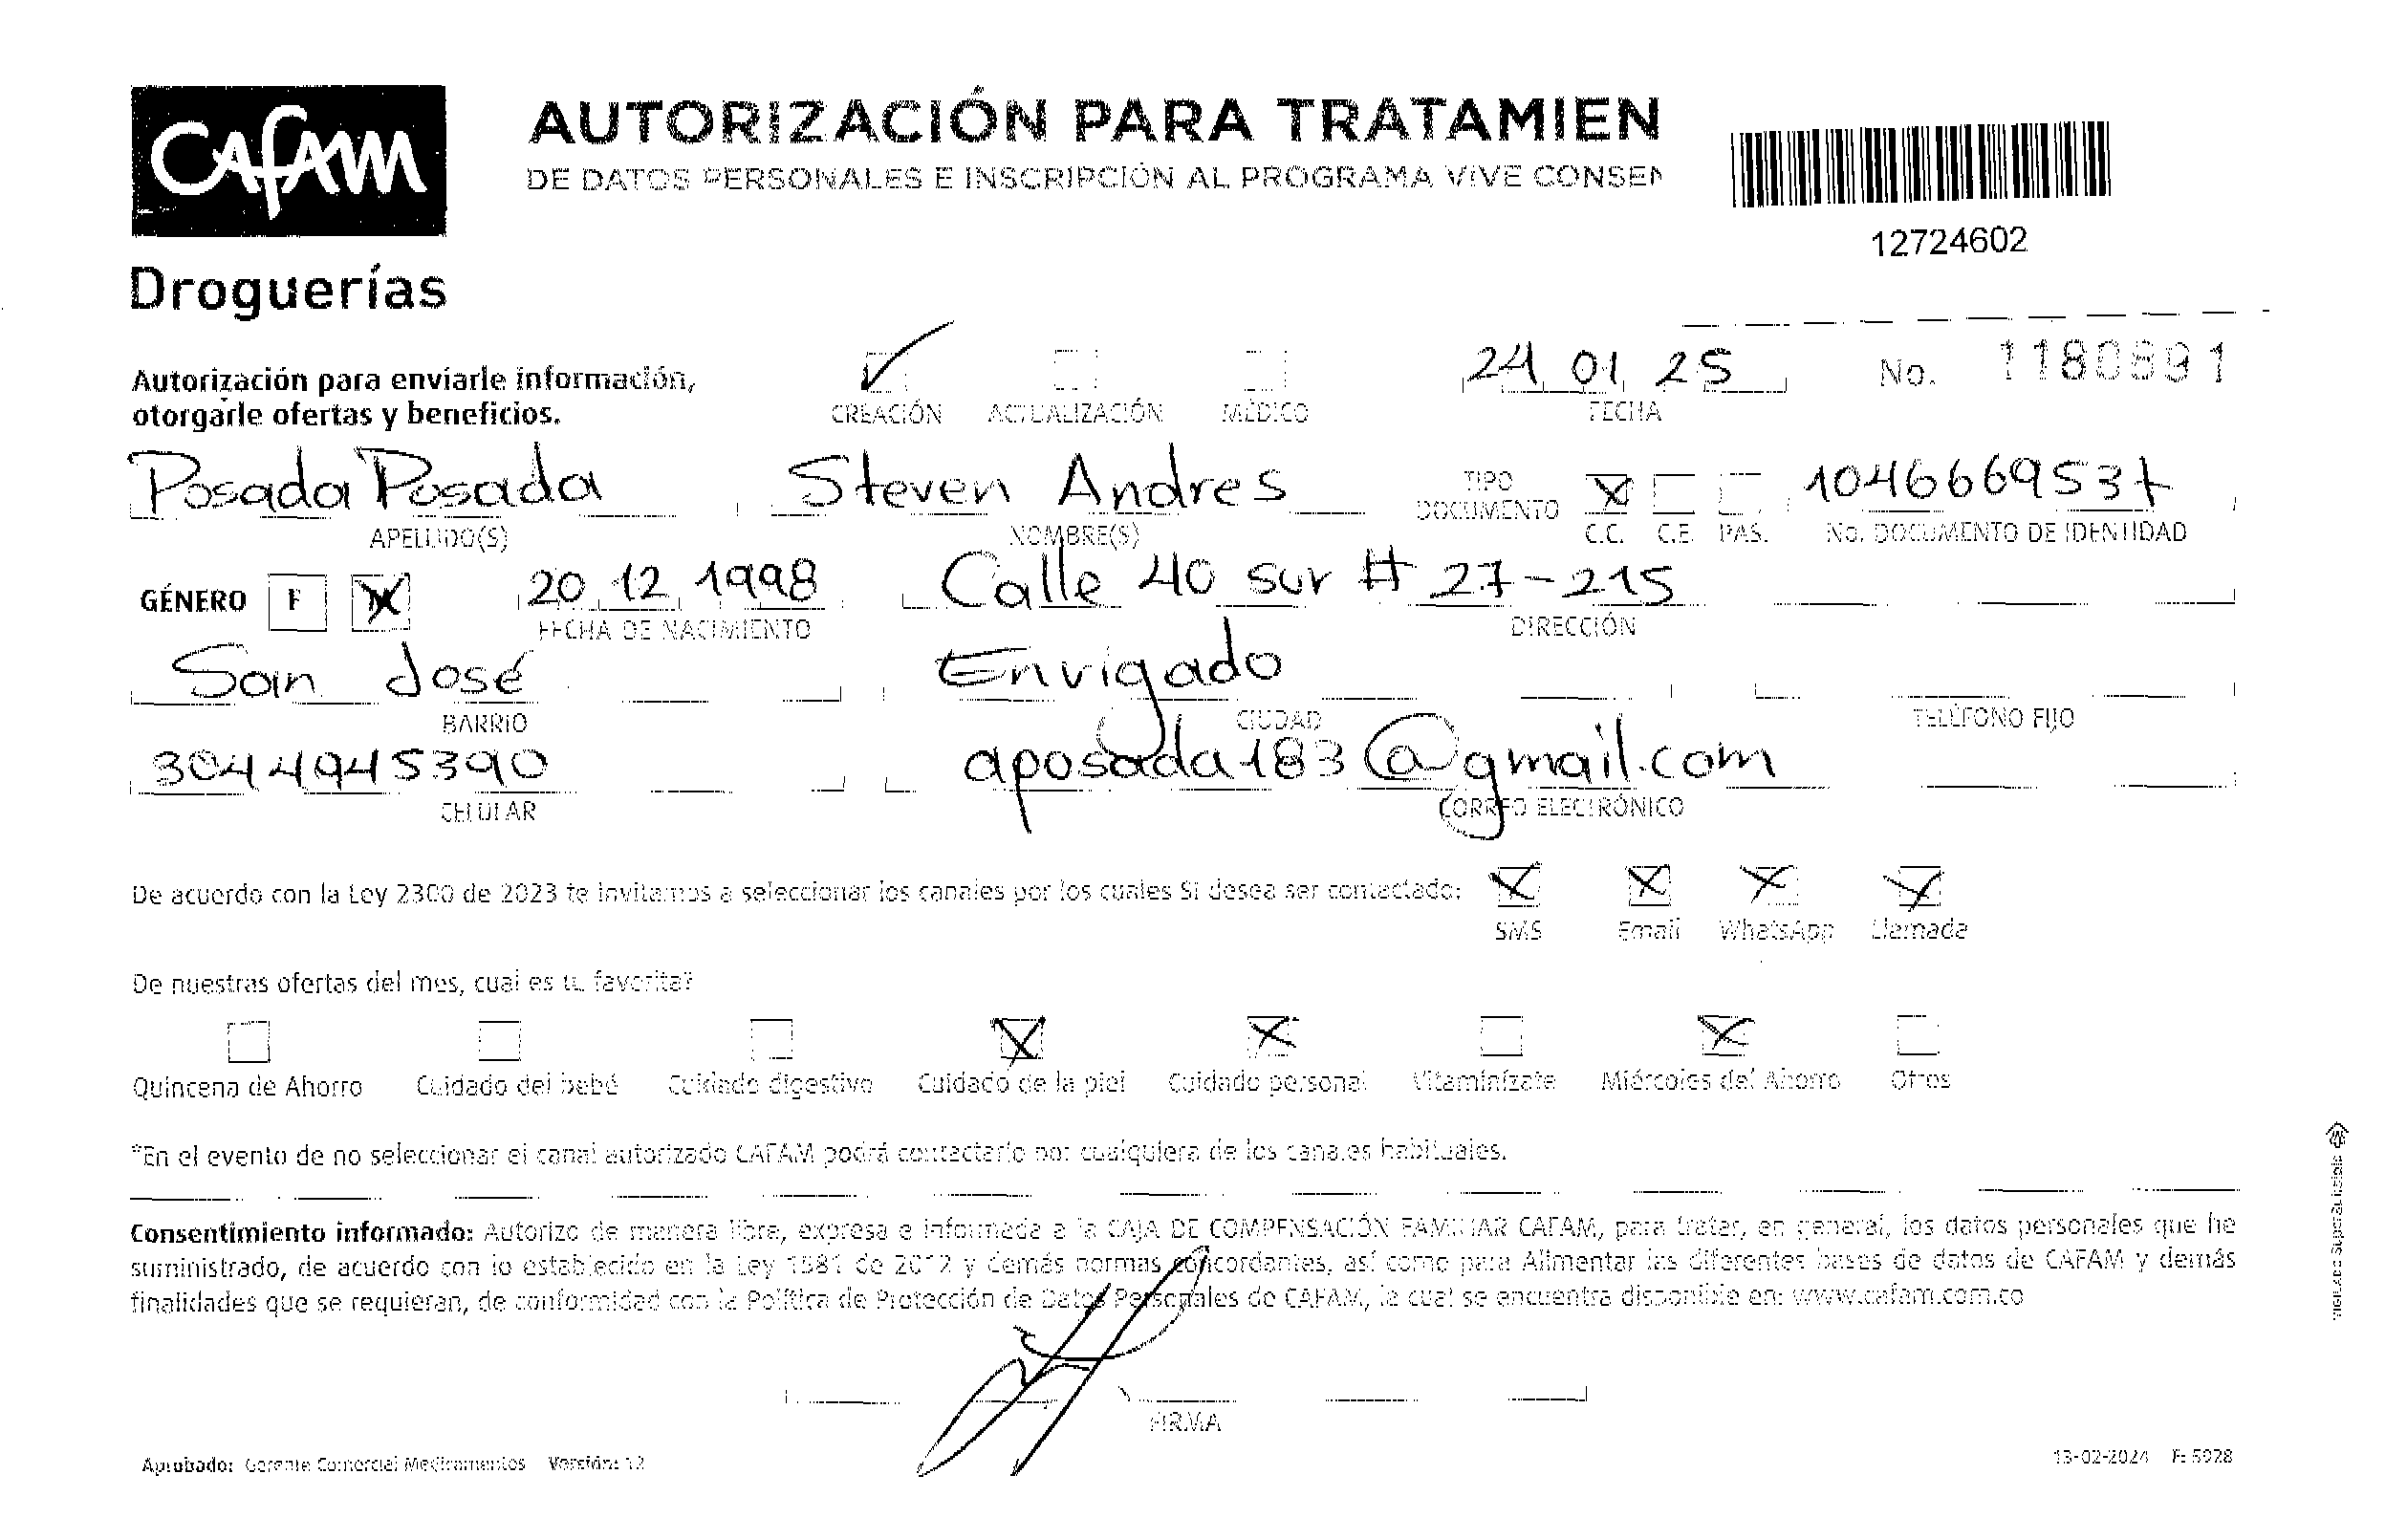 CAFAM
Droguerías
AUTORIZACIÓN PARA TRATAMIEN
DE DATOS PERSONALES E INSCRIPCIÓN AL PROGRAMA VIVE CONSEN
12724602
Autorización para enviarle información,
otorgarle ofertas y beneficios.
CREACIÓN ACTUALIZACIÓN MÉDICO
24 01 25
FECHA
No. 1180891
Posada Posada
APELLIDO(S)
Steven Andres
NOMBRE(S)
TIPO
DOCUMENTO
C.C. C.E. PAS.
1046669537
No. DOCUMENTO DE IDENTIDAD
GÉNERO F M
20 12 1998
FECHA DE NACIMIENTO
Calle 40 sur # 27-215
DIRECCIÓN
San José
BARRIO
Envigado
CIUDAD
TELÉFONO FIJO
3044945390
CELULAR
aposada183@gmail.com
CORREO ELECTRÓNICO
De acuerdo con la Ley 2300 de 2023 te invitamos a seleccionar los canales por los cuales SI desea ser contactado:
SMS Email WhatsApp Llamada
De nuestras ofertas del mes, cual es tu favorita?
Quincena de Ahorro Cuidado del bebé Cuidado digestivo Cuidado de la piel Cuidado personal Vitaminízate Miércoles del Ahorro Otros
*En el evento de no seleccionar el canal autorizado CAFAM podrá contactarlo por cualquiera de los canales habituales.
Consentimiento informado: Autorizo de manera libre, expresa e informada a la CAJA DE COMPENSACIÓN FAMILIAR CAFAM, para tratar, en general, los datos personales que he
suministrado, de acuerdo con lo establecido en la Ley 1581 de 2012 y demás normas concordantes, así como para Alimentar las diferentes bases de datos de CAFAM y demás
finalidades que se requieran, de conformidad con la Política de Protección de Datos Personales de CAFAM, la cual se encuentra disponible en: www.cafam.com.co
FIRMA
Aprobado: Gerente Comercial Medicamentos Versión: 12
13-02-2024 F: 5928
VIGILADO SuperSubsidio